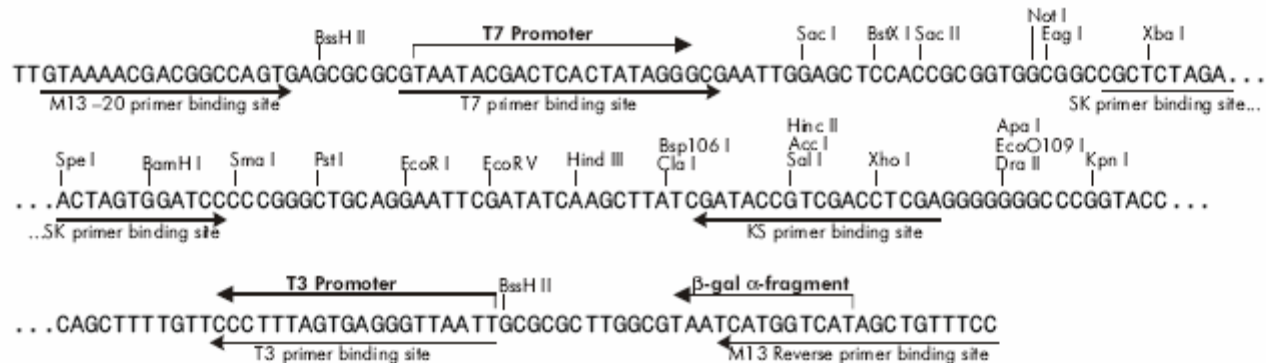 Not I
BssH II T7 Promoter Sac I BstX I Sac II Eag I Xba I
TTGTAAAACGACGGCCAGTGAGCGCGCGTAATACGACTCACTATAGGGCGAATTGGAGCTCCACCGCGGTGGCGGCCGCTCTAGA...
M13 –20 primer binding site T7 primer binding site SK primer binding site...
Hinc II Apa I
Bsp106 I Acc I EcoO109 I
Spe I BamH I Sma I Pst I EcoR I EcoR V Hind III Cla I Sal I Xho I Dra II Kpn I
...ACTAGTGGATCCCCCGGGCTGCAGGAATTCGATATCAAGCTTATCGATACCGTCGACCTCGAGGGGGGGCCCGGTACC...
...SK primer binding site KS primer binding site
T3 Promoter BssH II β-gal α-fragment
...CAGCTTTTGTTCCCTTTAGTGAGGGTTAATTGCGCGCTTGGCGTAATCATGGTCATAGCTGTTTCC
T3 primer binding site M13 Reverse primer binding site